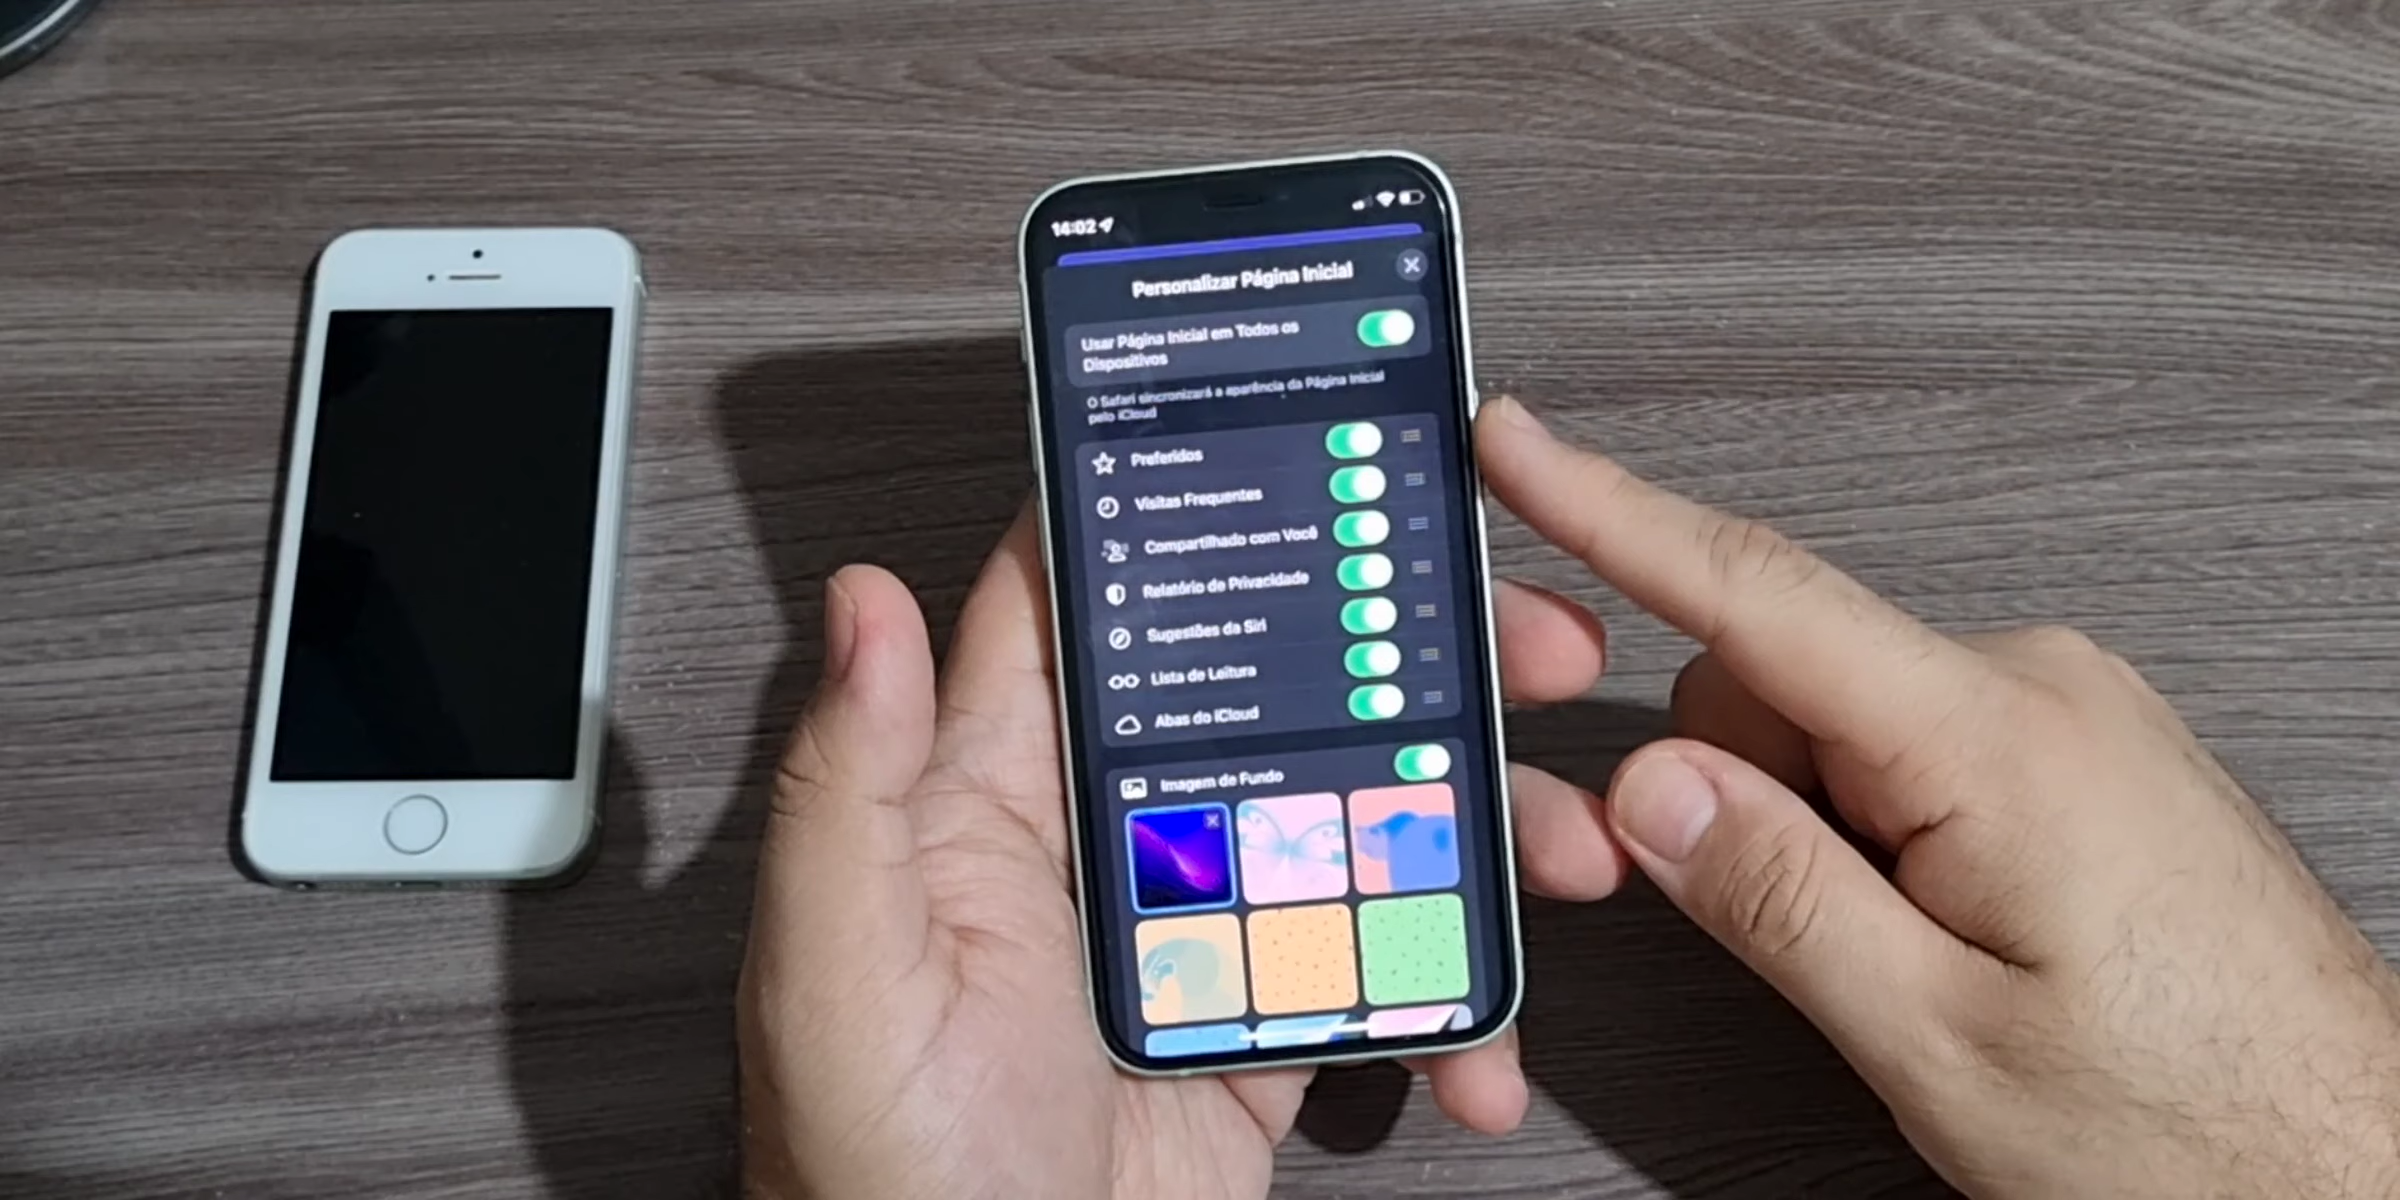 14:02
Personalizar Página Inicial
Usar Página Inicial em Todos os
Dispositivos
O Safari sincronizará a aparência da Página Inicial
pelo iCloud
Preferidos
Visitas Frequentes
Compartilhado com Você
Relatório de Privacidade
Sugestões da Siri
Lista de Leitura
Abas do iCloud
Imagem de Fundo